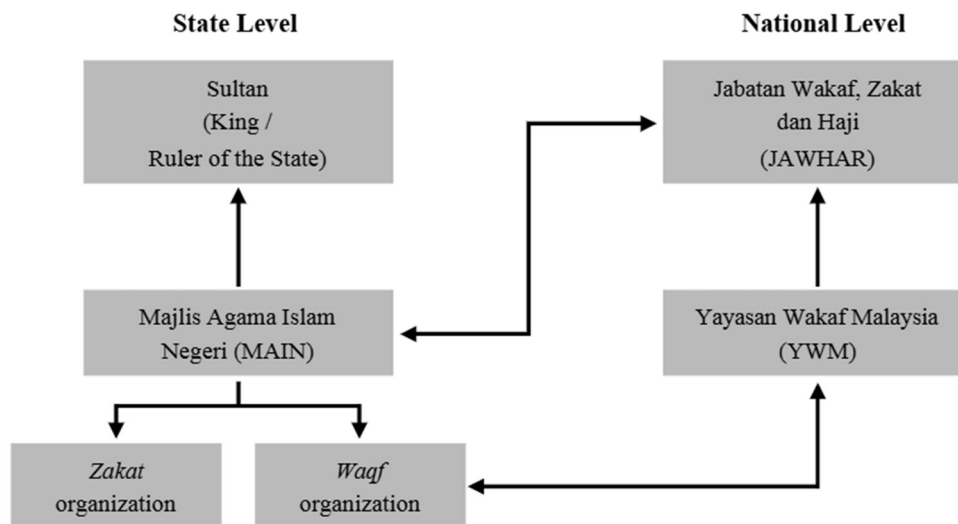 State Level
National Level
Sultan
(King /
Ruler of the State)
Jabatan Wakaf, Zakat
dan Haji
(JAWHAR)
Majlis Agama Islam
Negeri (MAIN)
Yayasan Wakaf Malaysia
(YWM)
Zakat
organization
Waqf
organization